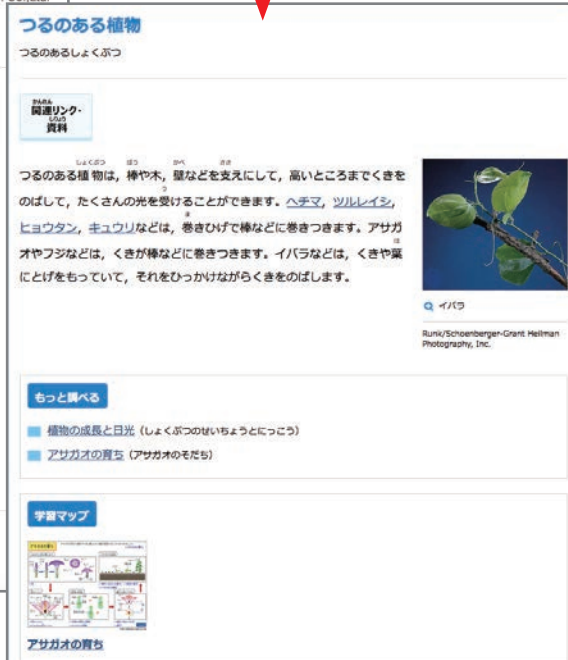 つるのある植物
つるのあるしょくぶつ
関連リンク・
資料
つるのある植物は，棒や木，壁などを支えにして，高いところまでくきを
のばして，たくさんの光を受けることができます。ヘチマ，ツルレイシ，
ヒョウタン，キュウリなどは，巻きひげで棒などに巻きつきます。アサガ
オやフジなどは，くきが棒などに巻きつきます。イバラなどは，くきや葉
にとげをもっていて，それをひっかけながらくきをのばします。
イバラ
Runk/Schoenberger-Grant Heilman
Photography, Inc.
もっと調べる
植物の成長と日光（しょくぶつのせいちょうとにっこう）
アサガオの育ち（アサガオのそだち）
学習マップ
アサガオの育ち